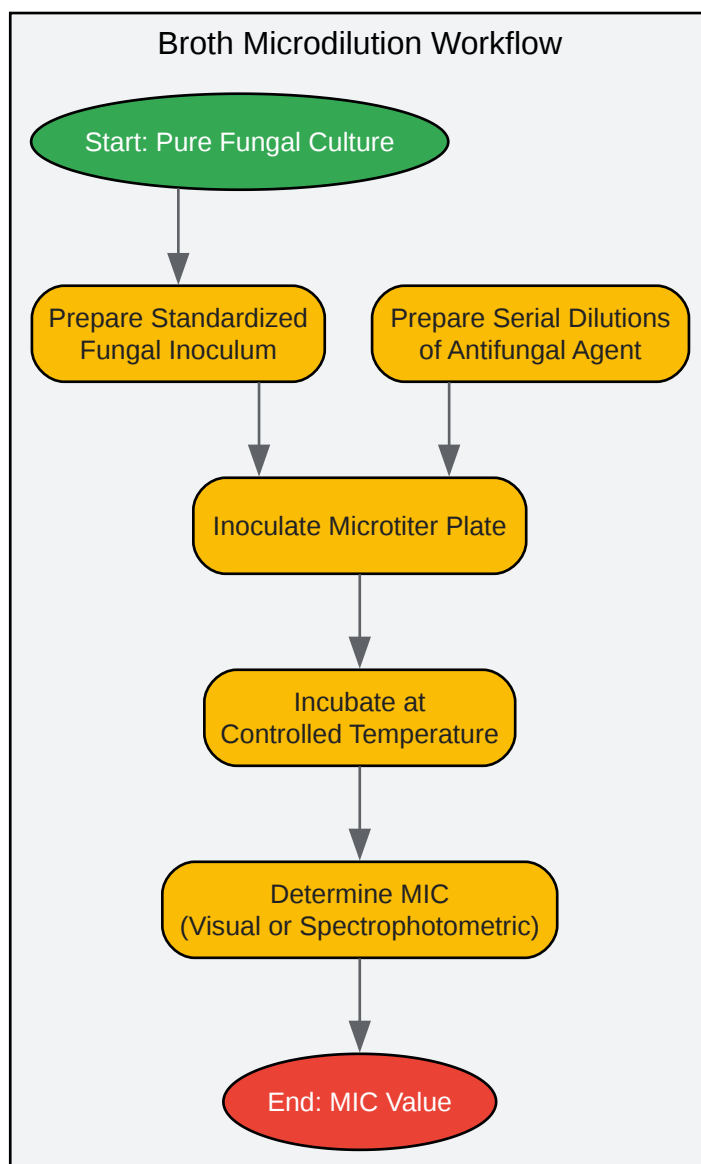 Broth Microdilution Workflow
Start: Pure Fungal Culture
Prepare Standardized
Fungal Inoculum
Prepare Serial Dilutions
of Antifungal Agent
Inoculate Microtiter Plate
Incubate at
Controlled Temperature
Determine MIC
(Visual or Spectrophotometric)
End: MIC Value